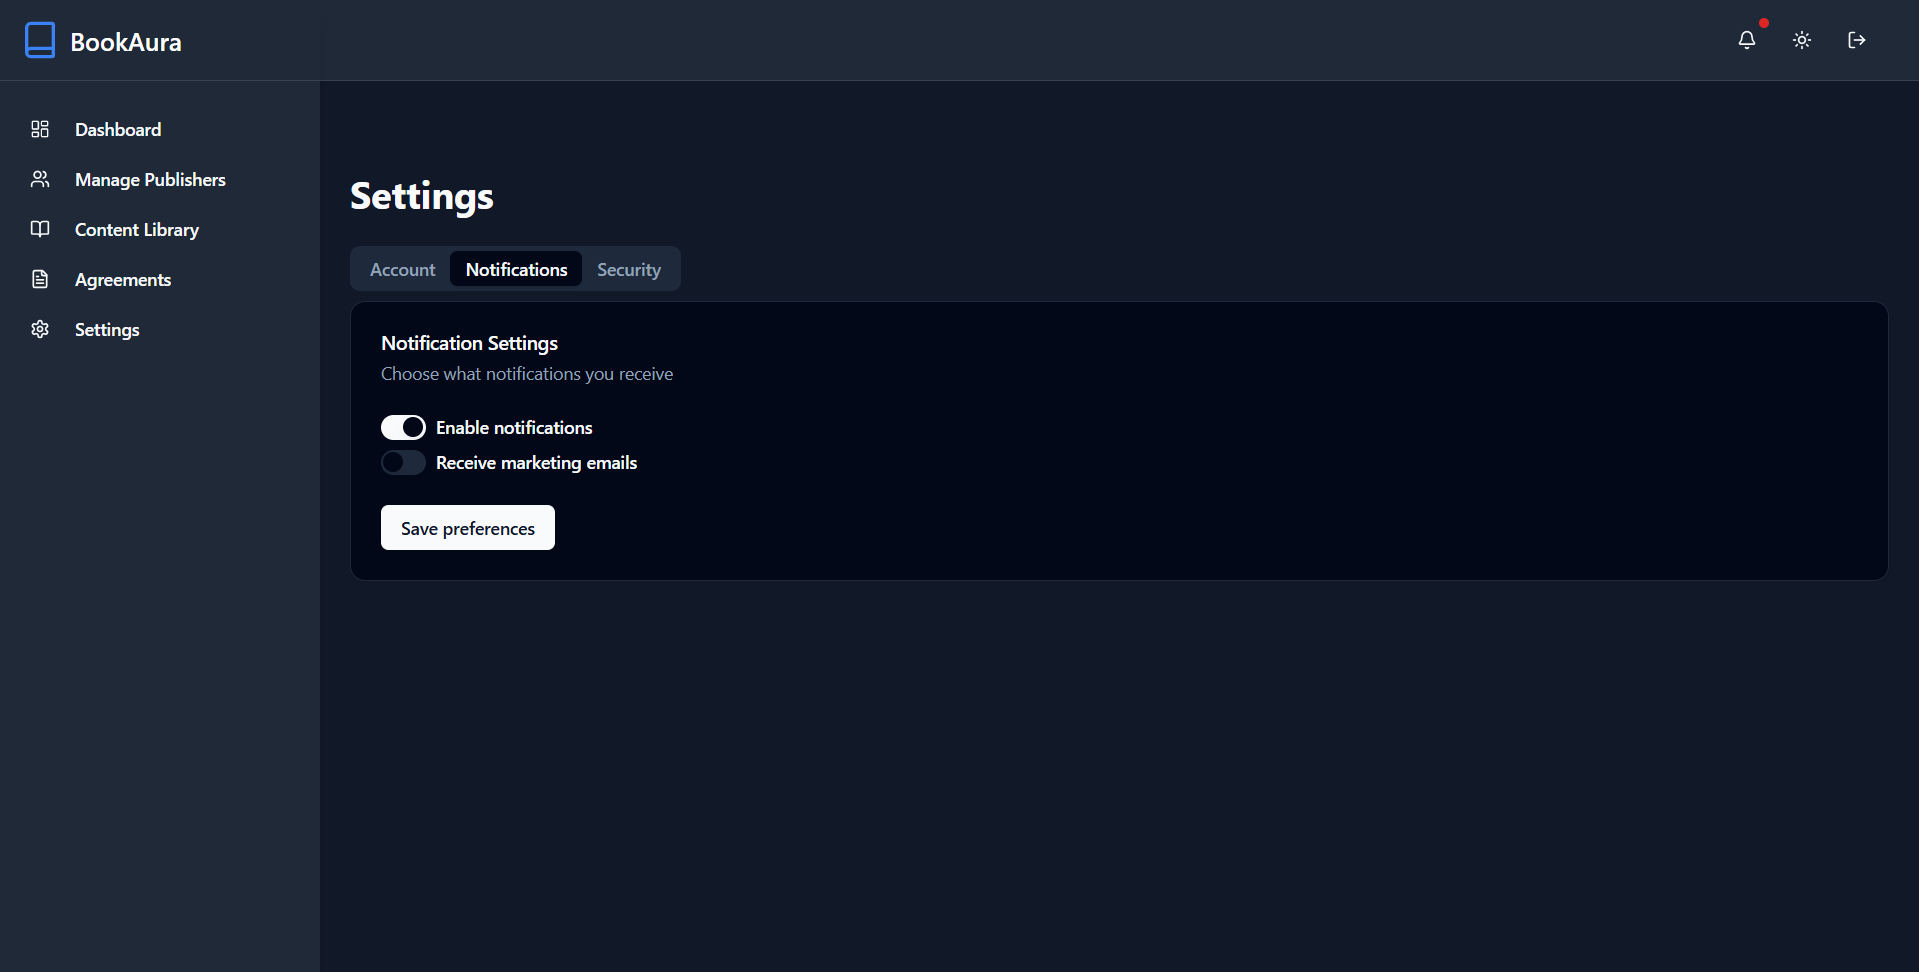 BookAura
Dashboard
Manage Publishers
Content Library
Agreements
Settings
Settings
Account Notifications Security
Notification Settings
Choose what notifications you receive
Enable notifications
Receive marketing emails
Save preferences